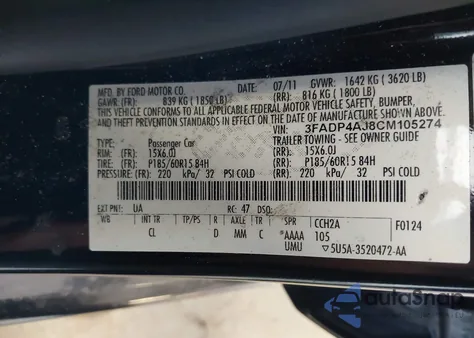 MFD. BY FORD MOTOR CO. DATE: 07/11 GVWR: 1642 KG ( 3620 LB)
GAWR: (FR): 839 KG ( 1850 LB) (RR): 816 KG ( 1800 LB)
THIS VEHICLE CONFORMS TO ALL APPLICABLE FEDERAL MOTOR VEHICLE SAFETY, BUMPER,
AND THEFT PREVENTION STANDARDS IN EFFECT ON THE DATE OF MANUFACTURE SHOWN ABOVE.
VIN: 3FADP4AJ8CM105274
TYPE: Passenger Car TRAILER TOWING - SEE OWNER GUIDE
RIM: (FR): 15X6.0J (RR): 15X6.0J
TIRE: (FR): P185/60R15 84H (RR): P185/60R15 84H
PRESSURE: (FR): 220 kPa/ 32 PSI COLD (RR): 220 kPa/ 32 PSI COLD
EXT PNT: UA RC: 47 DSO:
WB INT TR TP/PS R AXLE TR SPR CCH2A F0124
CL D MM C *AAAA 105
UMU ▽5U5A-3520472-AA
autoSnap